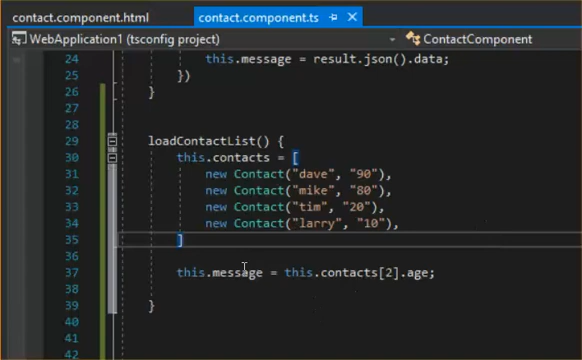 contact.component.html contact.component.ts
WebApplication1 (tsconfig project) ContactComponent
24 this.message = result.json().data;
25 })
26 }
27
28
29 loadContactList() {
30 this.contacts = [
31 new Contact("dave", "90"),
32 new Contact("mike", "80"),
33 new Contact("tim", "20"),
34 new Contact("larry", "10"),
35 ]
36
37 this.message = this.contacts[2].age;
38
39 }
40
41
42